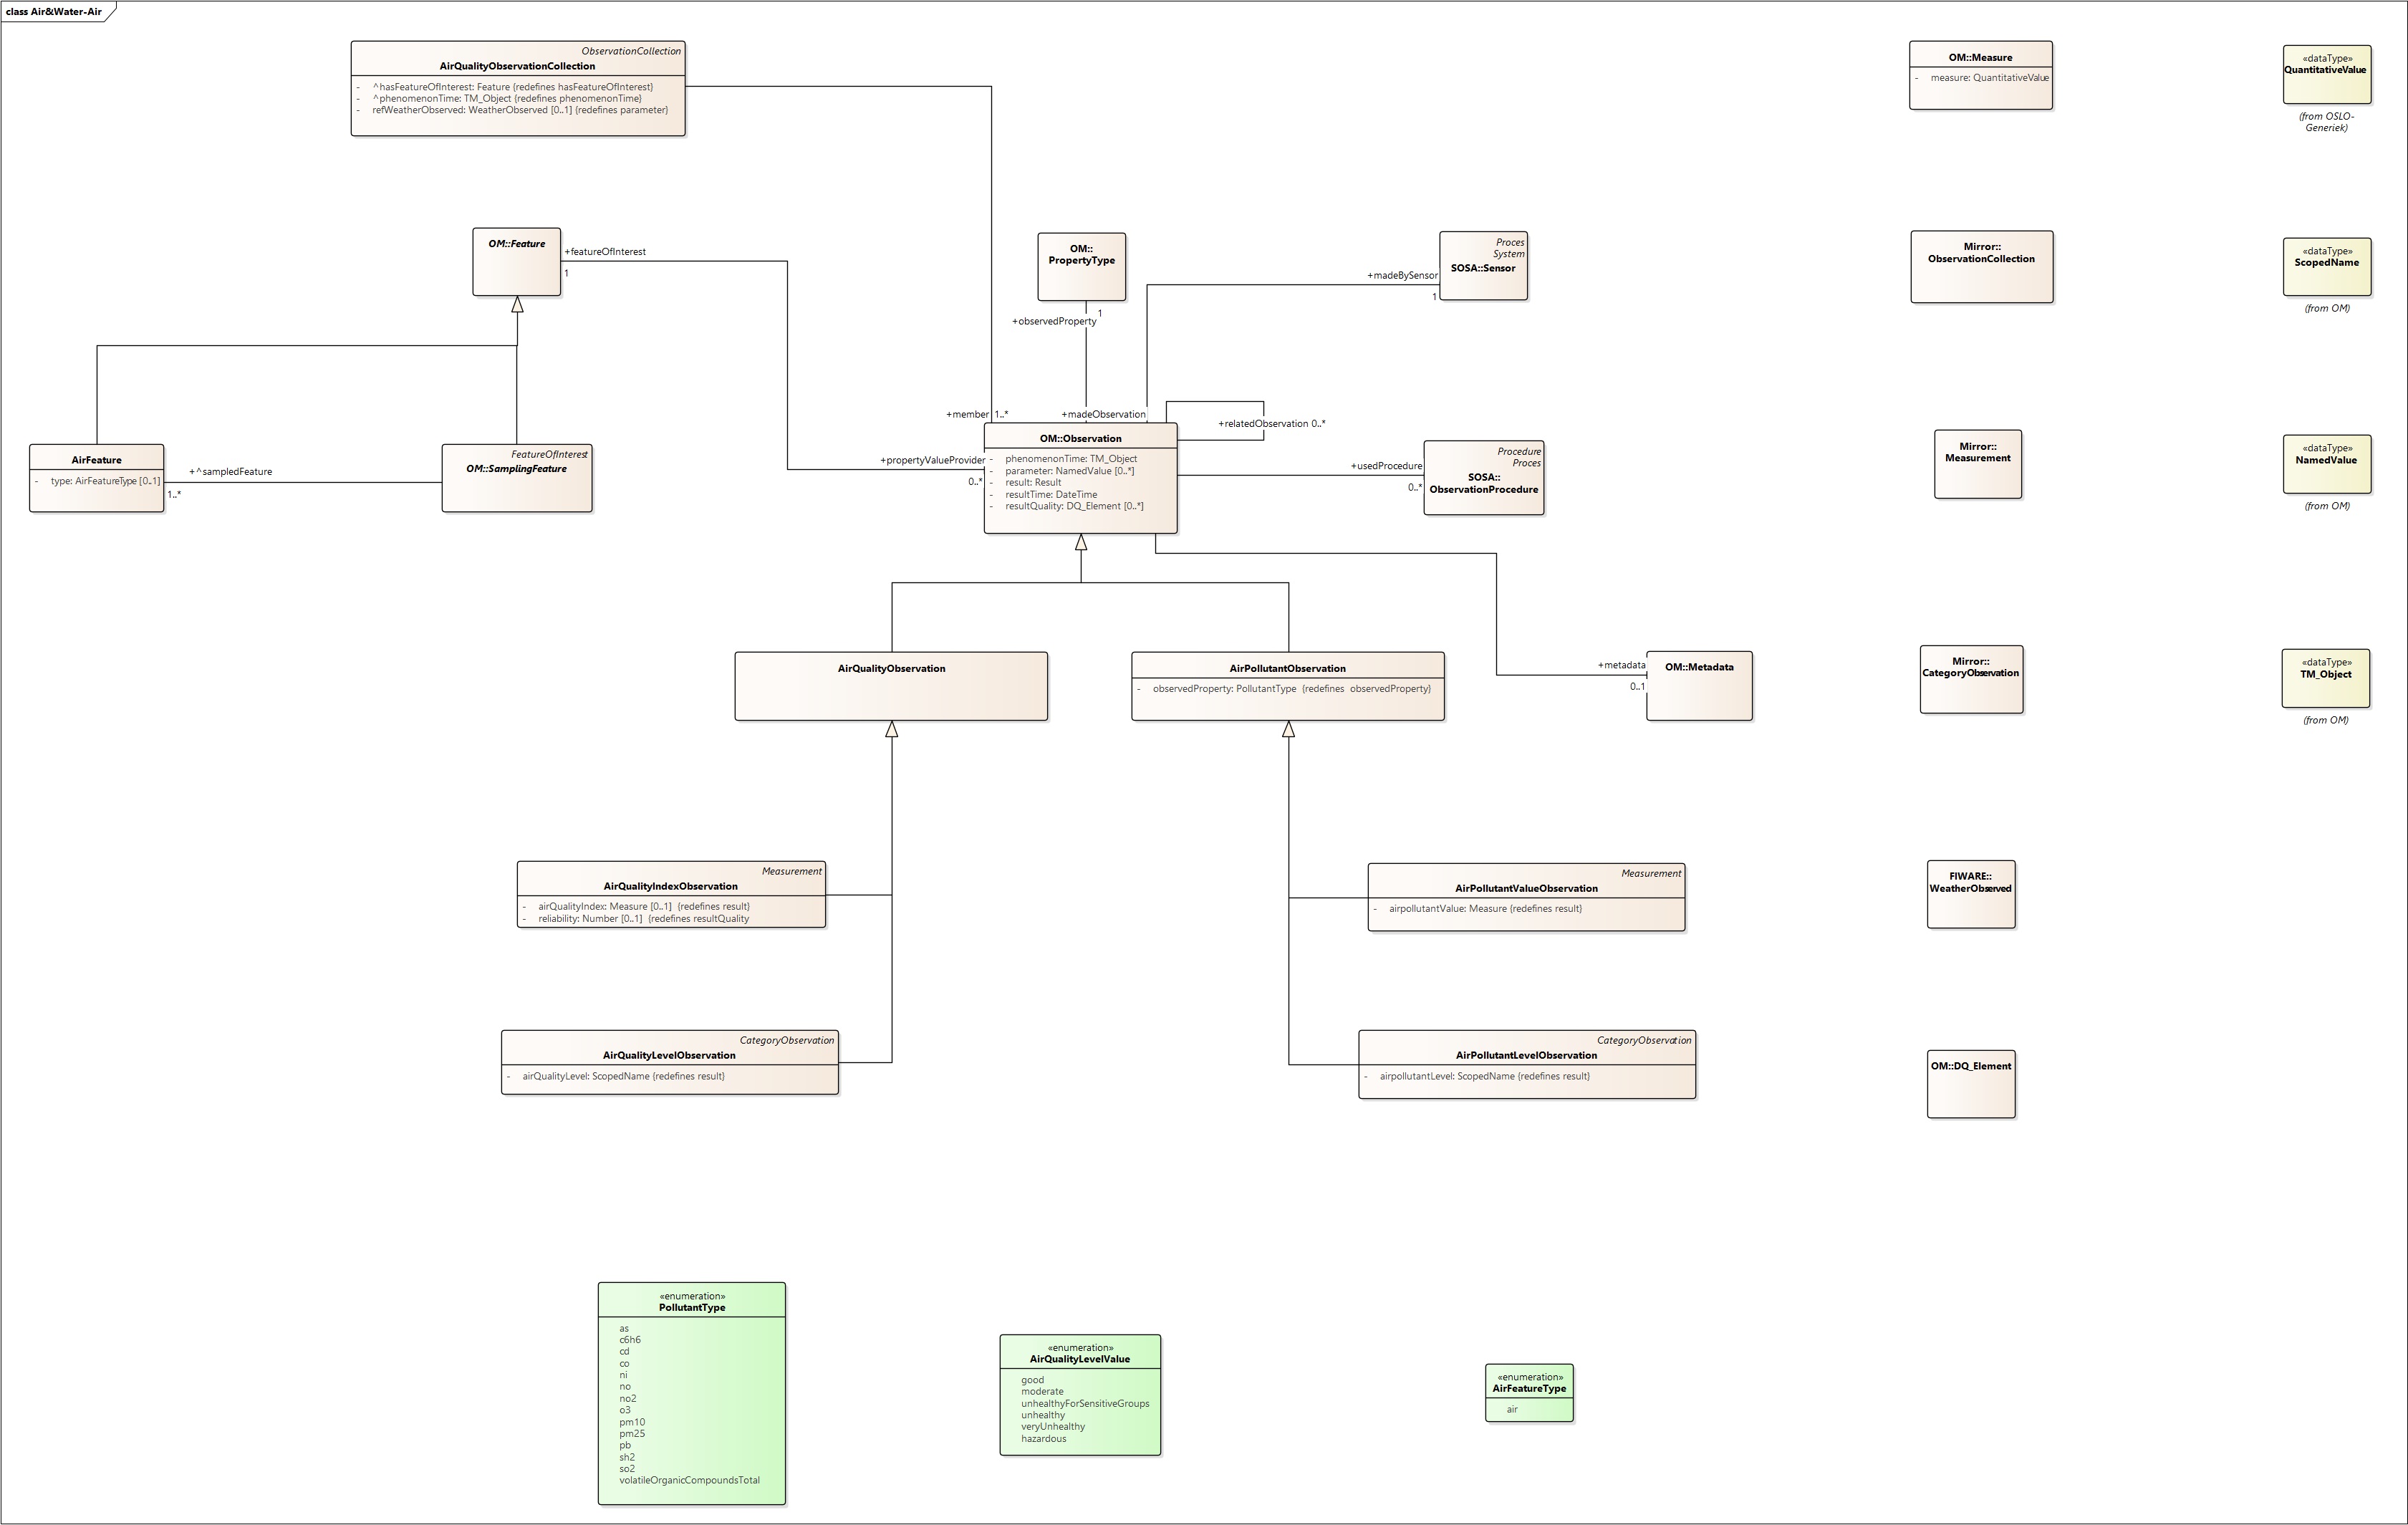 class Air&Water-Air
ObservationCollection
AirQualityObservationCollection
- ^hasFeatureOfInterest: Feature {redefines hasFeatureOfInterest}
- ^phenomenonTime: TM_Object {redefines phenomenonTime}
- refWeatherObserved: WeatherObserved [0..1] {redefines parameter}
OM::Measure
- measure: QuantitativeValue
«dataType»
QuantitativeValue
(from OSLO-
Generiek)
OM::Feature
+featureOfInterest
1
OM::
PropertyType
1
+observedProperty
Proces
System
SOSA::Sensor
+madeBySensor
1
Mirror::
ObservationCollection
«dataType»
ScopedName
(from OM)
+member 1..*
+madeObservation
+relatedObservation 0..*
AirFeature
- type: AirFeatureType [0..1]
+^sampledFeature
1..*
FeatureOfInterest
OM::SamplingFeature
+propertyValueProvider
0..*
OM::Observation
- phenomenonTime: TM_Object
- parameter: NamedValue [0..*]
- result: Result
- resultTime: DateTime
- resultQuality: DQ_Element [0..*]
+usedProcedure
0..*
Procedure
Proces
SOSA::
ObservationProcedure
Mirror::
Measurement
«dataType»
NamedValue
(from OM)
AirQualityObservation
AirPollutantObservation
- observedProperty: PollutantType {redefines observedProperty}
+metadata
0..1
OM::Metadata
Mirror::
CategoryObservation
«dataType»
TM_Object
(from OM)
Measurement
AirQualityIndexObservation
- airQualityIndex: Measure [0..1] {redefines result}
- reliability: Number [0..1] {redefines resultQuality
Measurement
AirPollutantValueObservation
- airpollutantValue: Measure {redefines result}
FIWARE::
WeatherObserved
CategoryObservation
AirQualityLevelObservation
- airQualityLevel: ScopedName {redefines result}
CategoryObservation
AirPollutantLevelObservation
- airpollutantLevel: ScopedName {redefines result}
OM::DQ_Element
«enumeration»
PollutantType
as
c6h6
cd
co
ni
no
no2
o3
pm10
pm25
pb
sh2
so2
volatileOrganicCompoundsTotal
«enumeration»
AirQualityLevelValue
good
moderate
unhealthyForSensitiveGroups
unhealthy
veryUnhealthy
hazardous
«enumeration»
AirFeatureType
air